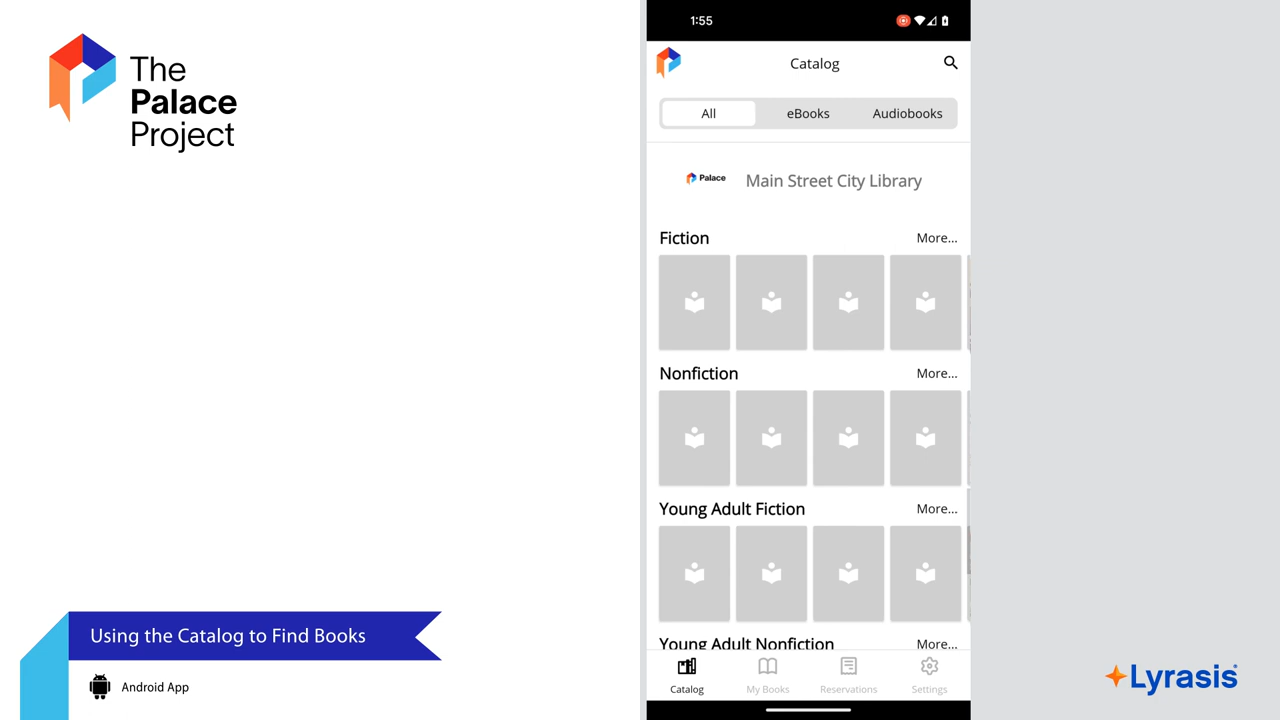 The
Palace
Project
1:55
Catalog
All eBooks Audiobooks
Palace Main Street City Library
Fiction More...
Nonfiction More...
Young Adult Fiction More...
Young Adult Nonfiction More...
Catalog My Books Reservations Settings
Using the Catalog to Find Books
Android App
Lyrasis®